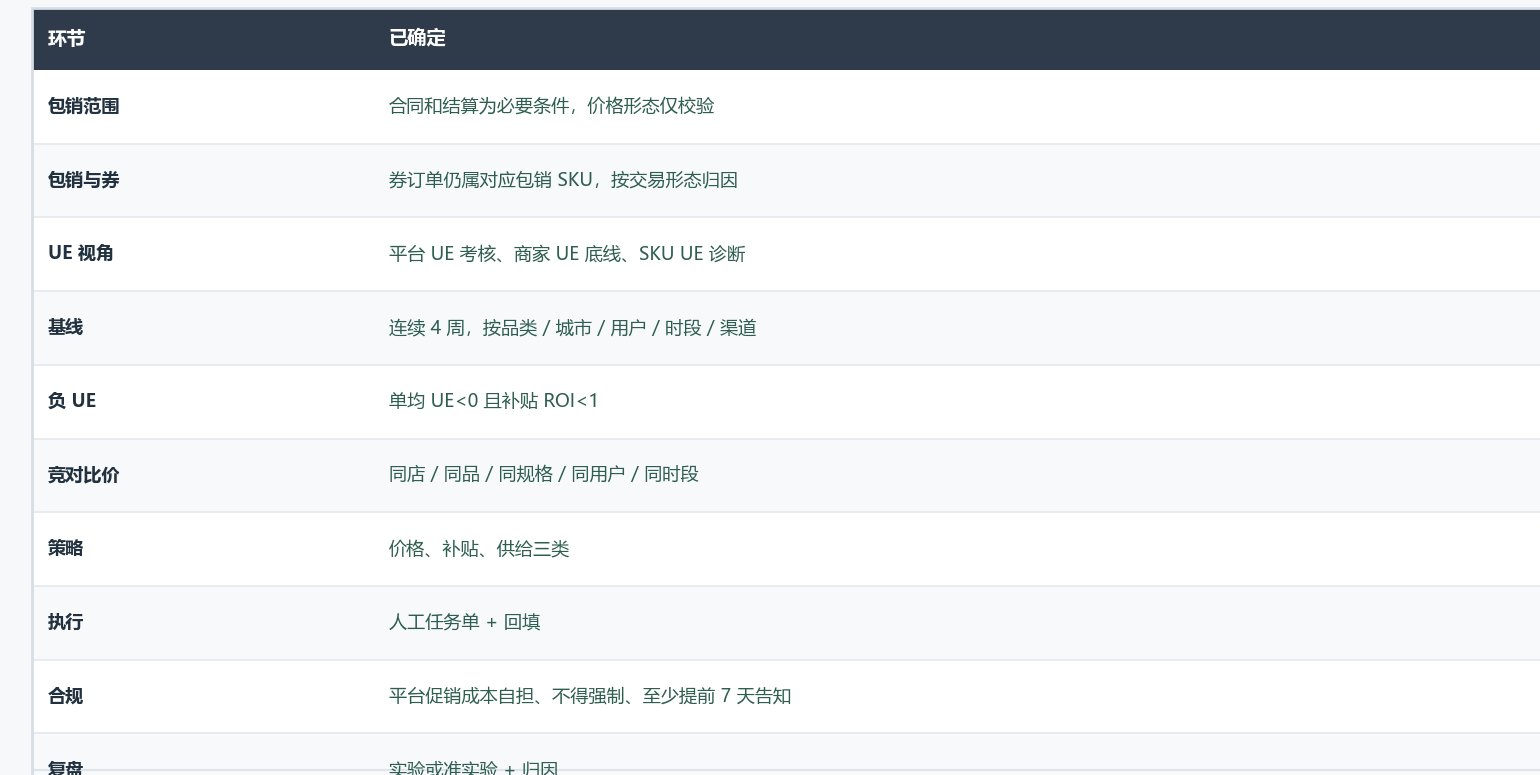 环节 已确定
包销范围 合同和结算为必要条件，价格形态仅校验
包销与券 券订单仍属对应包销 SKU，按交易形态归因
UE 视角 平台 UE 考核、商家 UE 底线、SKU UE 诊断
基线 连续 4 周，按品类 / 城市 / 用户 / 时段 / 渠道
负 UE 单均 UE<0 且补贴 ROI<1
竞对比价 同店 / 同品 / 同规格 / 同用户 / 同时段
策略 价格、补贴、供给三类
执行 人工任务单 + 回填
合规 平台促销成本自担、不得强制、至少提前 7 天告知
复盘 实验或准实验 + 归因